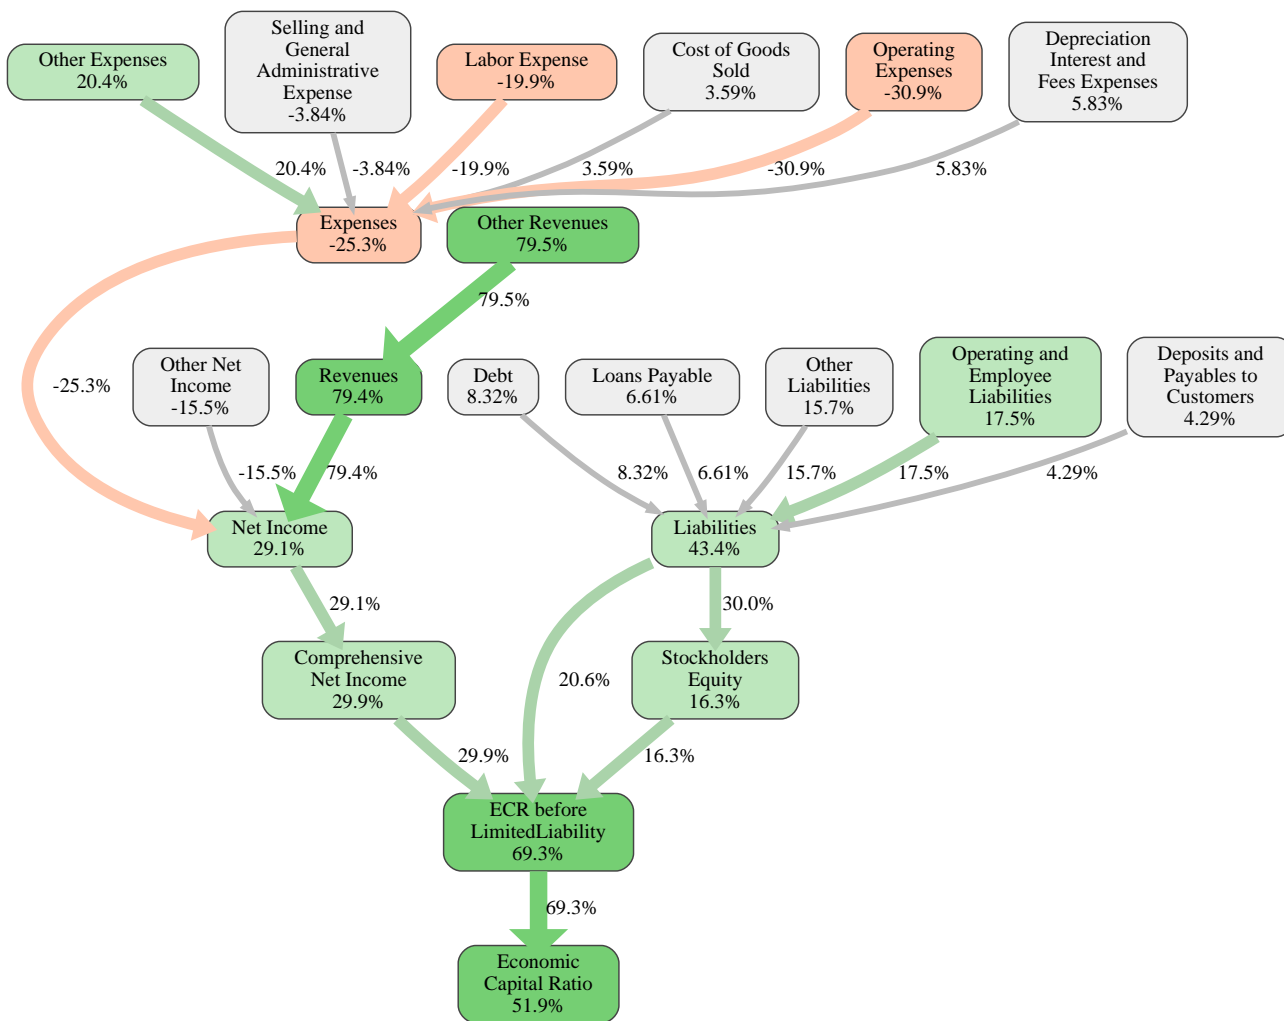 Other Expenses
20.4%
Selling and
General
Administrative
Expense
-3.84%
Labor Expense
-19.9%
Cost of Goods
Sold
3.59%
Operating
Expenses
-30.9%
Depreciation
Interest and
Fees Expenses
5.83%
20.4%
-3.84%
-19.9%
3.59%
-30.9%
5.83%
Expenses
-25.3%
Other Revenues
79.5%
79.5%
-25.3%
Other Net
Income
-15.5%
Revenues
79.4%
Debt
8.32%
Loans Payable
6.61%
Other
Liabilities
15.7%
Operating and
Employee
Liabilities
17.5%
Deposits and
Payables to
Customers
4.29%
-15.5%
79.4%
8.32%
6.61%
15.7%
17.5%
4.29%
Net Income
29.1%
Liabilities
43.4%
29.1%
30.0%
Comprehensive
Net Income
29.9%
20.6%
Stockholders
Equity
16.3%
29.9%
16.3%
ECR before
LimitedLiability
69.3%
69.3%
Economic
Capital Ratio
51.9%